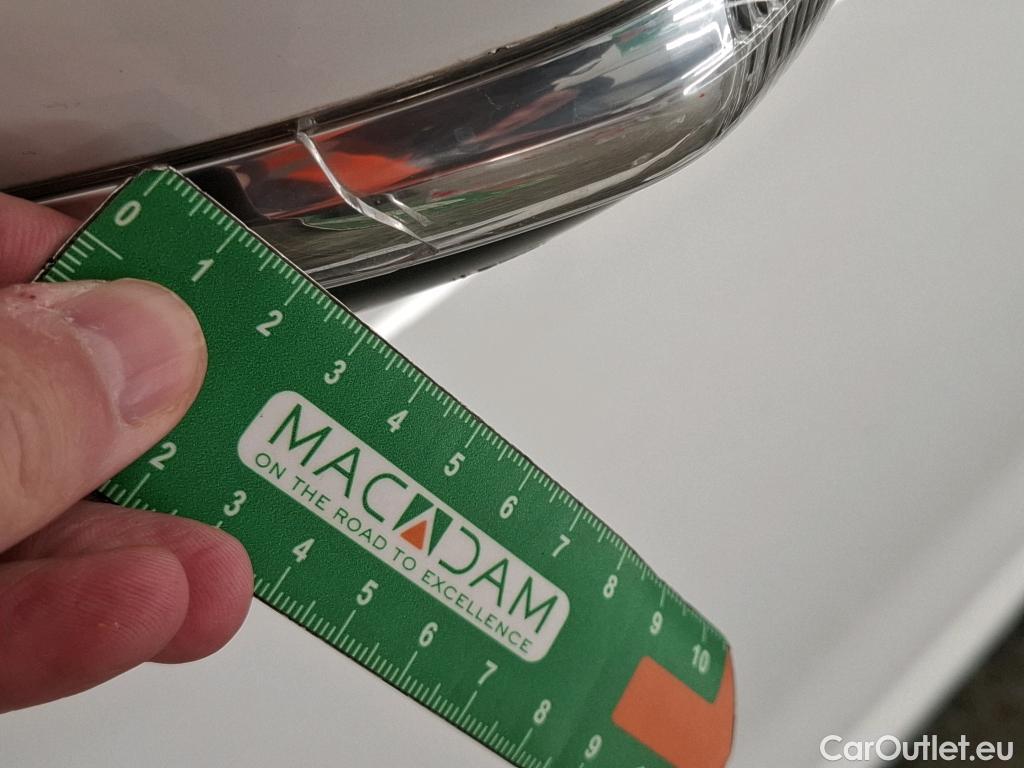 0 1 2 3 4 5 6 7 8 9 10
MACADAM
ON THE ROAD TO EXCELLENCE
2 3 4 5 6 7 8 9
CarOutlet.eu